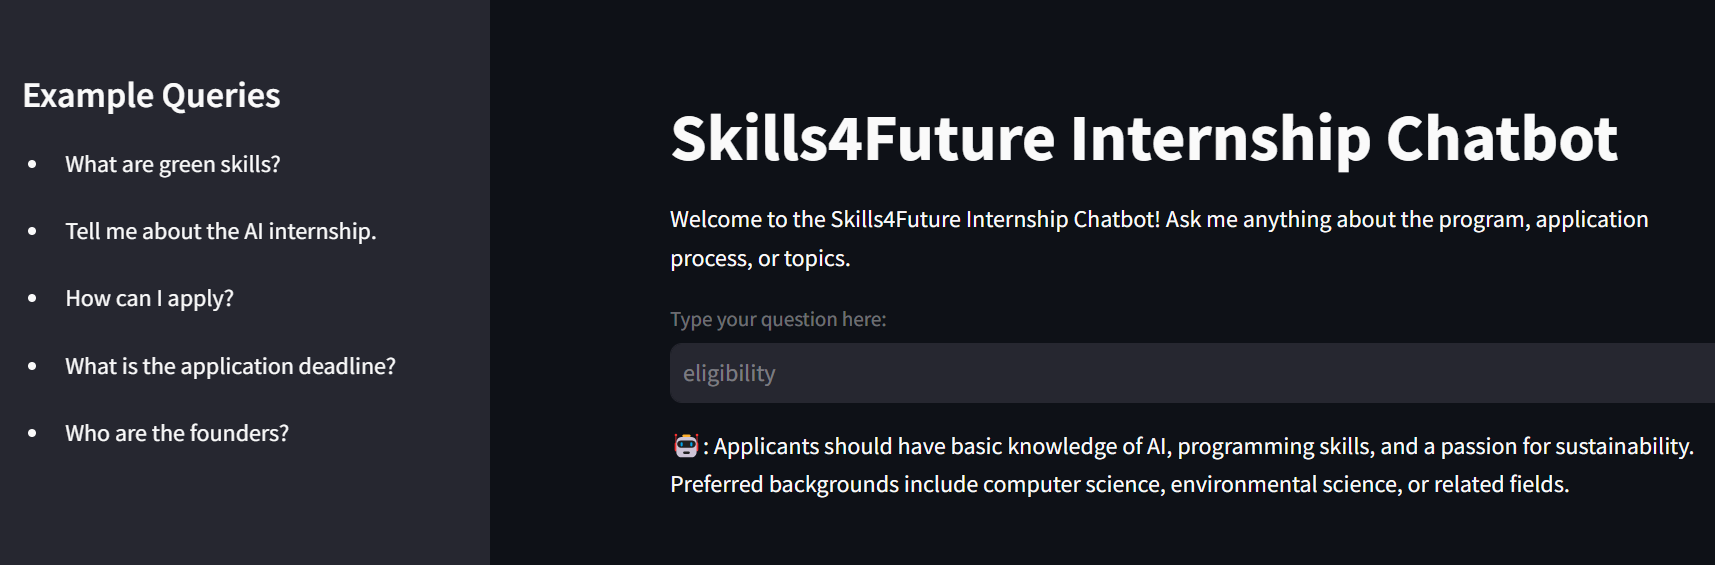 Example Queries
What are green skills?
Tell me about the AI internship.
How can I apply?
What is the application deadline?
Who are the founders?
Skills4Future Internship Chatbot
Welcome to the Skills4Future Internship Chatbot! Ask me anything about the program, application
process, or topics.
Type your question here:
eligibility
: Applicants should have basic knowledge of AI, programming skills, and a passion for sustainability.
Preferred backgrounds include computer science, environmental science, or related fields.